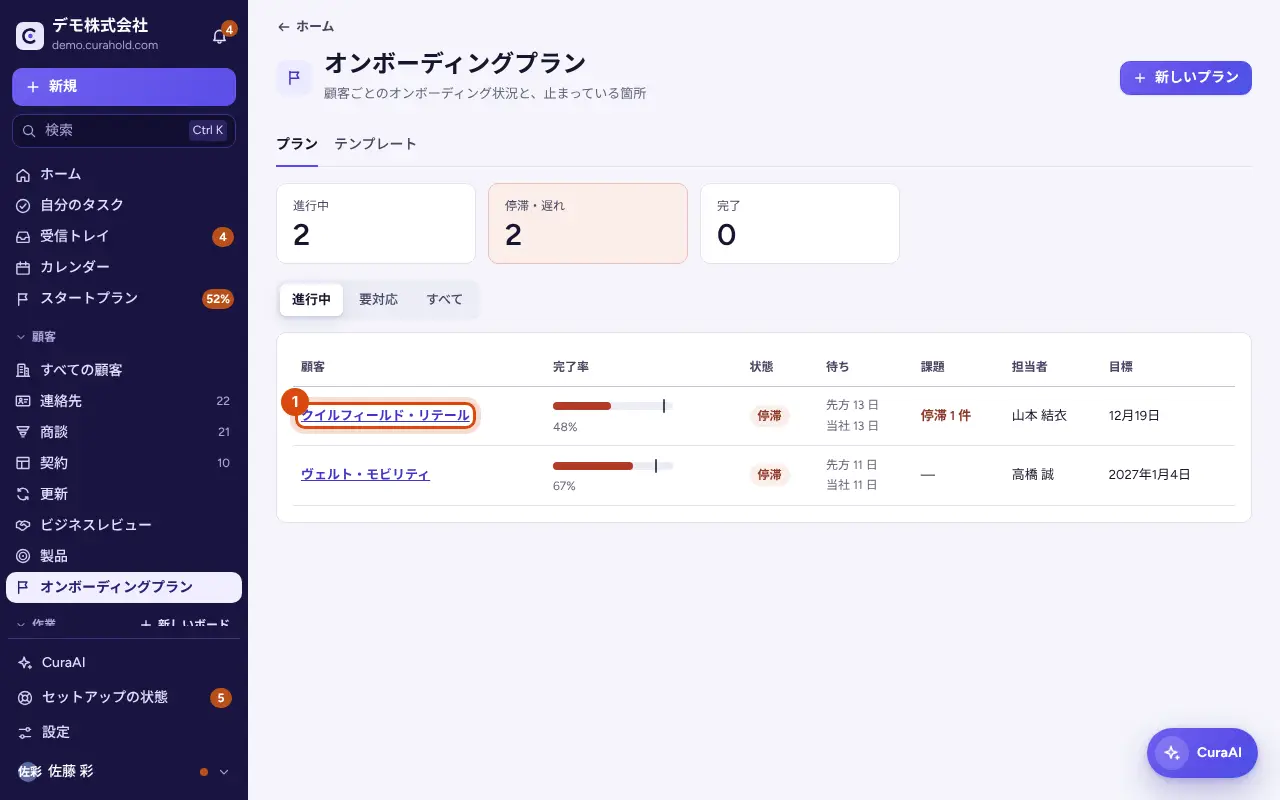 デモ株式会社
demo.curahold.com
4
新規
検索
Ctrl K
ホーム
自分のタスク
受信トレイ 4
カレンダー
スタートプラン 52%
顧客
すべての顧客
連絡先 22
商談 21
契約 10
更新
ビジネスレビュー
製品
オンボーディングプラン
作業
新しいボード
CuraAI
セットアップの状態 5
設定
佐彩 佐藤 彩
← ホーム
オンボーディングプラン
顧客ごとのオンボーディング状況と、止まっている箇所
新しいプラン
プラン テンプレート
進行中
2
停滞・遅れ
2
完了
0
進行中 要対応 すべて
顧客 完了率 状態 待ち 課題 担当者 目標
1
クイルフィールド・リテール
48%
停滞
先方 13 日
当社 13 日
停滞 1 件
山本 結衣
12月19日
ヴェルト・モビリティ
67%
停滞
先方 11 日
当社 11 日
—
高橋 誠
2027年1月4日
CuraAI